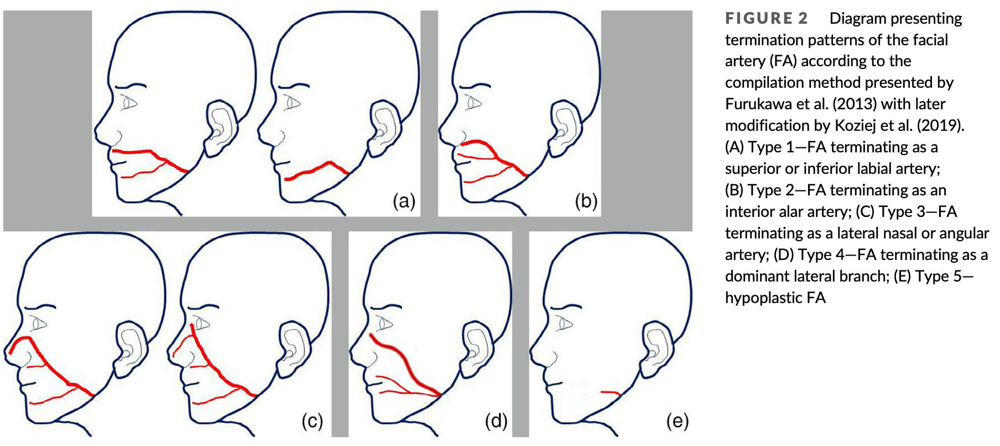 (a)
(b)
(c)
(d)
(e)
FIGURE 2 Diagram presenting
termination patterns of the facial
artery (FA) according to the
compilation method presented by
Furukawa et al. (2013) with later
modification by Koziej et al. (2019).
(A) Type 1—FA terminating as a
superior or inferior labial artery;
(B) Type 2—FA terminating as an
interior alar artery; (C) Type 3—FA
terminating as a lateral nasal or angular
artery; (D) Type 4—FA terminating as a
dominant lateral branch; (E) Type 5—
hypoplastic FA